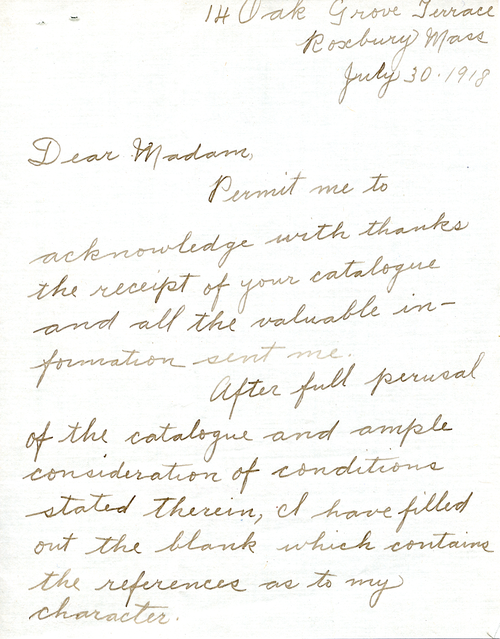 14 Oak Grove Terrace
Roxbury Mass
July 30. 1918
Dear Madam,
Permit me to
acknowledge with thanks
the receipt of your catalogue
and all the valuable in-
formation sent me.
After full perusal
of the catalogue and ample
consideration of conditions
stated therein, I have filled
out the blank which contains
the references as to my
character.